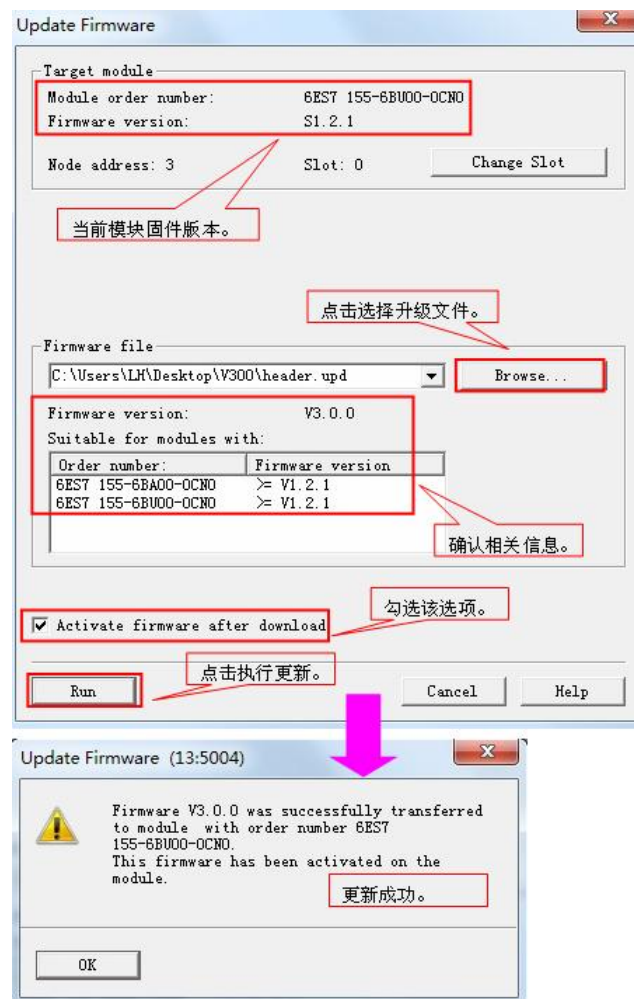 Update Firmware
Target module
Module order number: 6ES7 155-6BU00-0CN0
Firmware version: S1.2.1
Node address: 3 Slot: 0 Change Slot
当前模块固件版本。
点击选择升级文件。
Firmware file
C:\Users\LH\Desktop\V300\header.upd Browse...
Firmware version: V3.0.0
Suitable for modules with:
Order number: Firmware version
6ES7 155-6BA00-0CN0 >= V1.2.1
6ES7 155-6BU00-0CN0 >= V1.2.1
确认相关信息。
勾选该选项。
Activate firmware after download
点击执行更新。
Run Cancel Help
Update Firmware (13:5004)
Firmware V3.0.0 was successfully transferred
to module with order number 6ES7
155-6BU00-0CN0.
This firmware has been activated on the
module.
更新成功。
OK